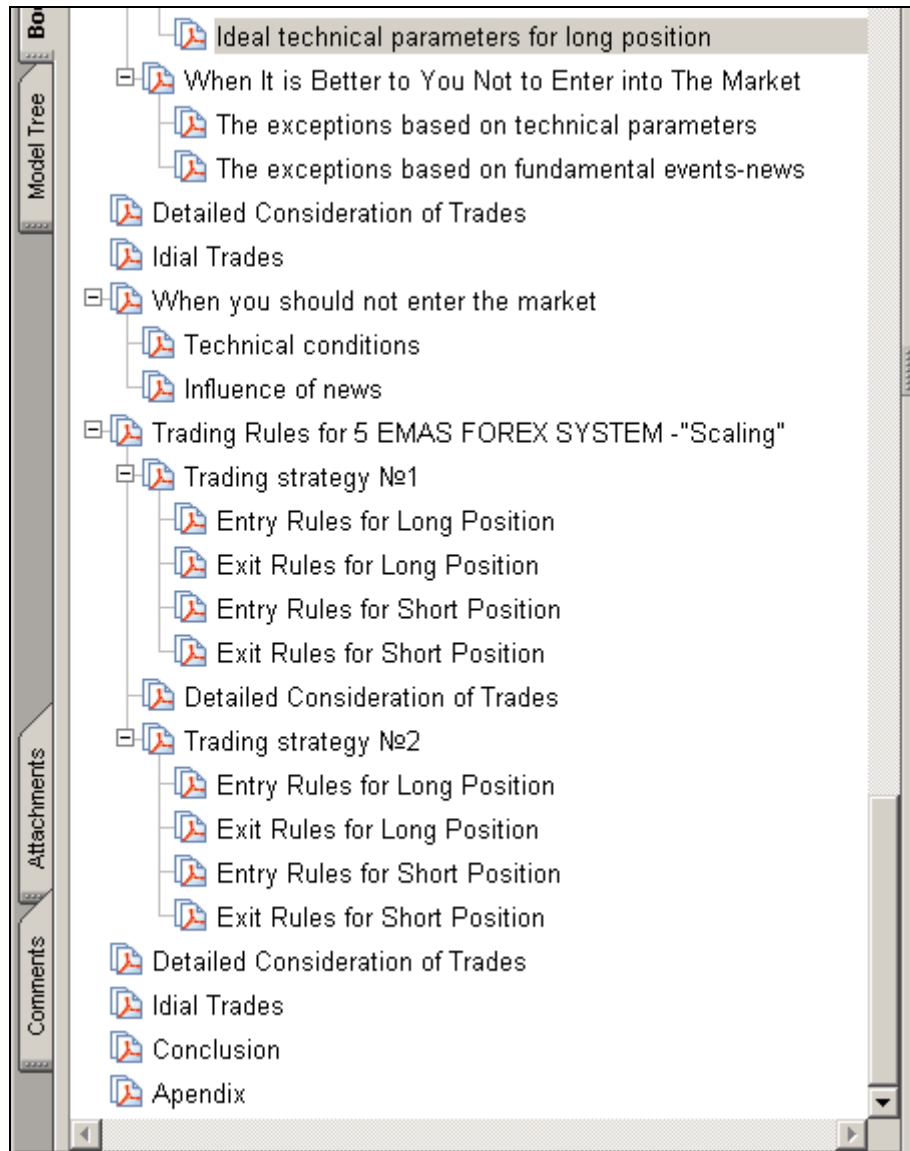 Boo
Model Tree
Attachments
Comments
Ideal technical parameters for long position
When It is Better to You Not to Enter into The Market
The exceptions based on technical parameters
The exceptions based on fundamental events-news
Detailed Consideration of Trades
Idial Trades
When you should not enter the market
Technical conditions
Influence of news
Trading Rules for 5 EMAS FOREX SYSTEM -"Scaling"
Trading strategy №1
Entry Rules for Long Position
Exit Rules for Long Position
Entry Rules for Short Position
Exit Rules for Short Position
Detailed Consideration of Trades
Trading strategy №2
Entry Rules for Long Position
Exit Rules for Long Position
Entry Rules for Short Position
Exit Rules for Short Position
Detailed Consideration of Trades
Idial Trades
Conclusion
Apendix